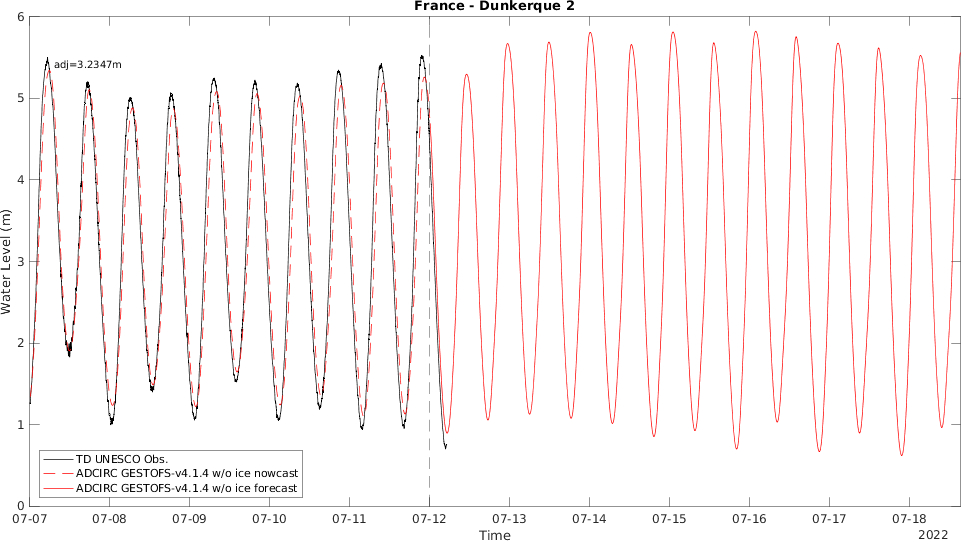 France - Dunkerque 2
6
5
4
3
2
1
0
Water Level (m)
adj=3.2347m
TD UNESCO Obs.
ADCIRC GESTOFS-v4.1.4 w/o ice nowcast
ADCIRC GESTOFS-v4.1.4 w/o ice forecast
07-07 07-08 07-09 07-10 07-11 07-12 07-13 07-14 07-15 07-16 07-17 07-18
Time
2022